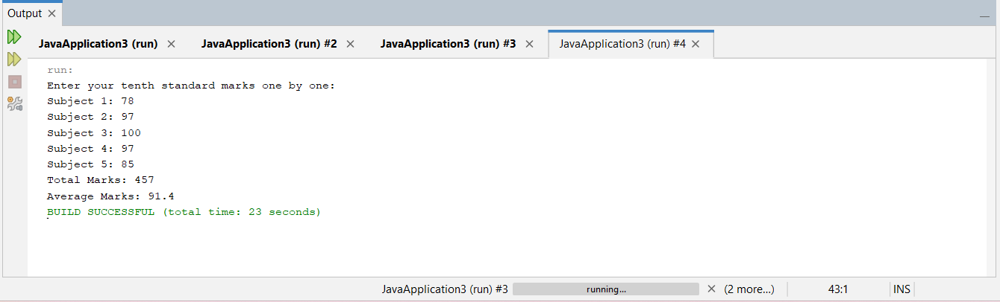 Output
JavaApplication3 (run) JavaApplication3 (run) #2 JavaApplication3 (run) #3 JavaApplication3 (run) #4
run:
Enter your tenth standard marks one by one:
Subject 1: 78
Subject 2: 97
Subject 3: 100
Subject 4: 97
Subject 5: 85
Total Marks: 457
Average Marks: 91.4
BUILD SUCCESSFUL (total time: 23 seconds)
JavaApplication3 (run) #3 running... (2 more...) 43:1 INS